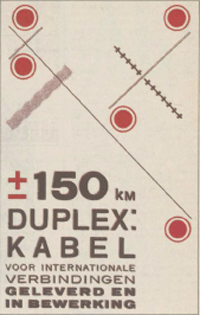 ± 150 KM
DUPLEX:
KABEL
VOOR INTERNATIONALE
VERBINDINGEN
GELEVERD EN
IN BEWERKING